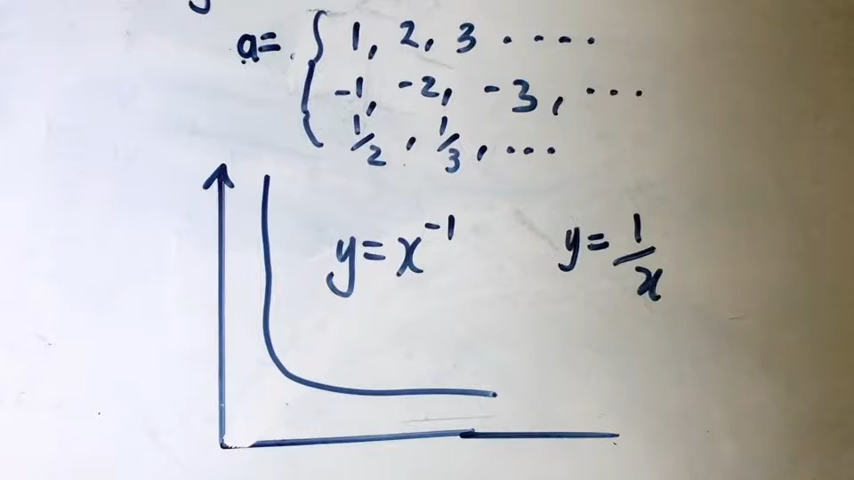 a= { 1, 2, 3 .....
-1, -2, -3, ...
1/2, 1/3, ...
y = x⁻¹ y = 1/x